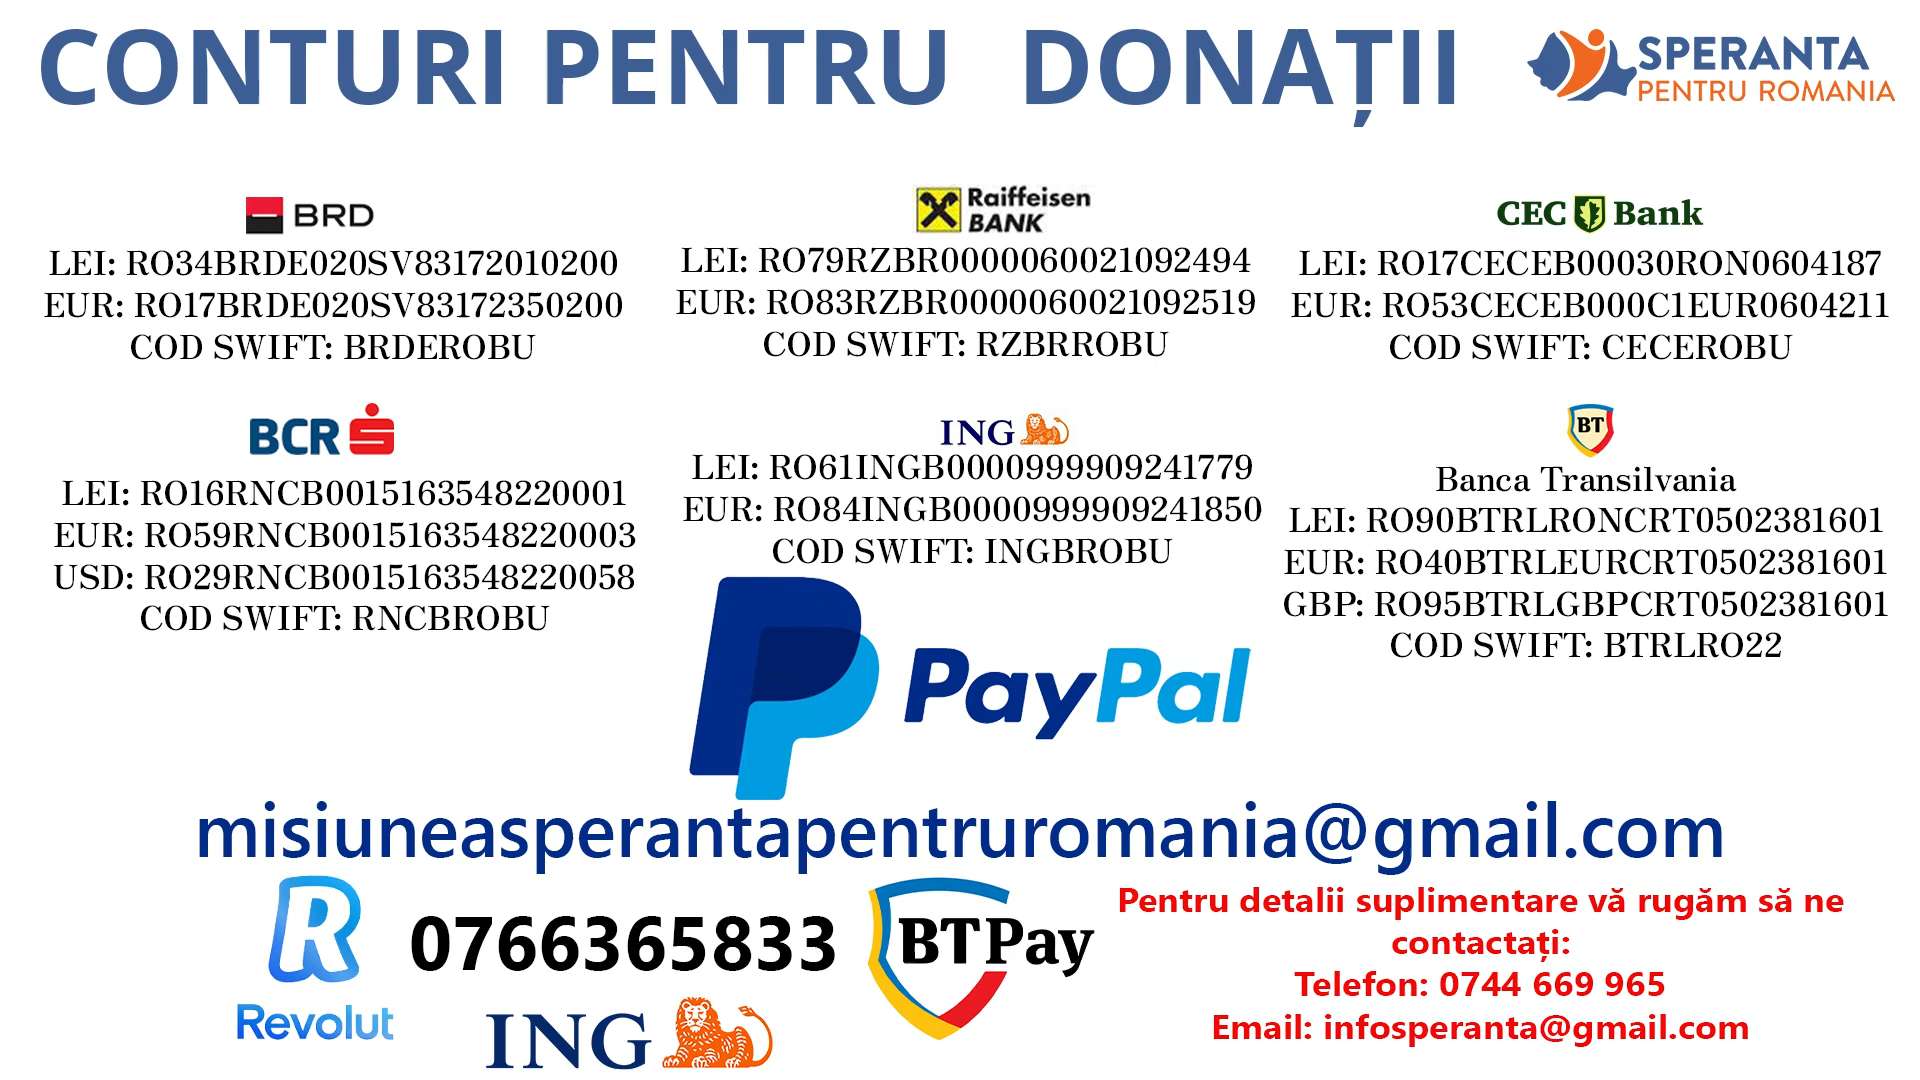 CONTURI PENTRU DONAȚII
SPERANTA
PENTRU ROMANIA
BRD
LEI: RO34BRDE020SV83172010200
EUR: RO17BRDE020SV83172350200
COD SWIFT: BRDEROBU
Raiffeisen
BANK
LEI: RO79RZBR0000060021092494
EUR: RO83RZBR0000060021092519
COD SWIFT: RZBRROBU
CEC Bank
LEI: RO17CECEB00030RON0604187
EUR: RO53CECEB000C1EUR0604211
COD SWIFT: CECEROBU
BCR
LEI: RO16RNCB0015163548220001
EUR: RO59RNCB0015163548220003
USD: RO29RNCB0015163548220058
COD SWIFT: RNCBROBU
ING
LEI: RO61INGB0000999909241779
EUR: RO84INGB0000999909241850
COD SWIFT: INGBROBU
BT
Banca Transilvania
LEI: RO90BTRLRONCRT0502381601
EUR: RO40BTRLEURCRT0502381601
GBP: RO95BTRLGBPCRT0502381601
COD SWIFT: BTRLRO22
PayPal
misiuneasperantapentruromania@gmail.com
R
Revolut
0766365833
ING
BT Pay
Pentru detalii suplimentare vă rugăm să ne
contactați:
Telefon: 0744 669 965
Email: infosperanta@gmail.com